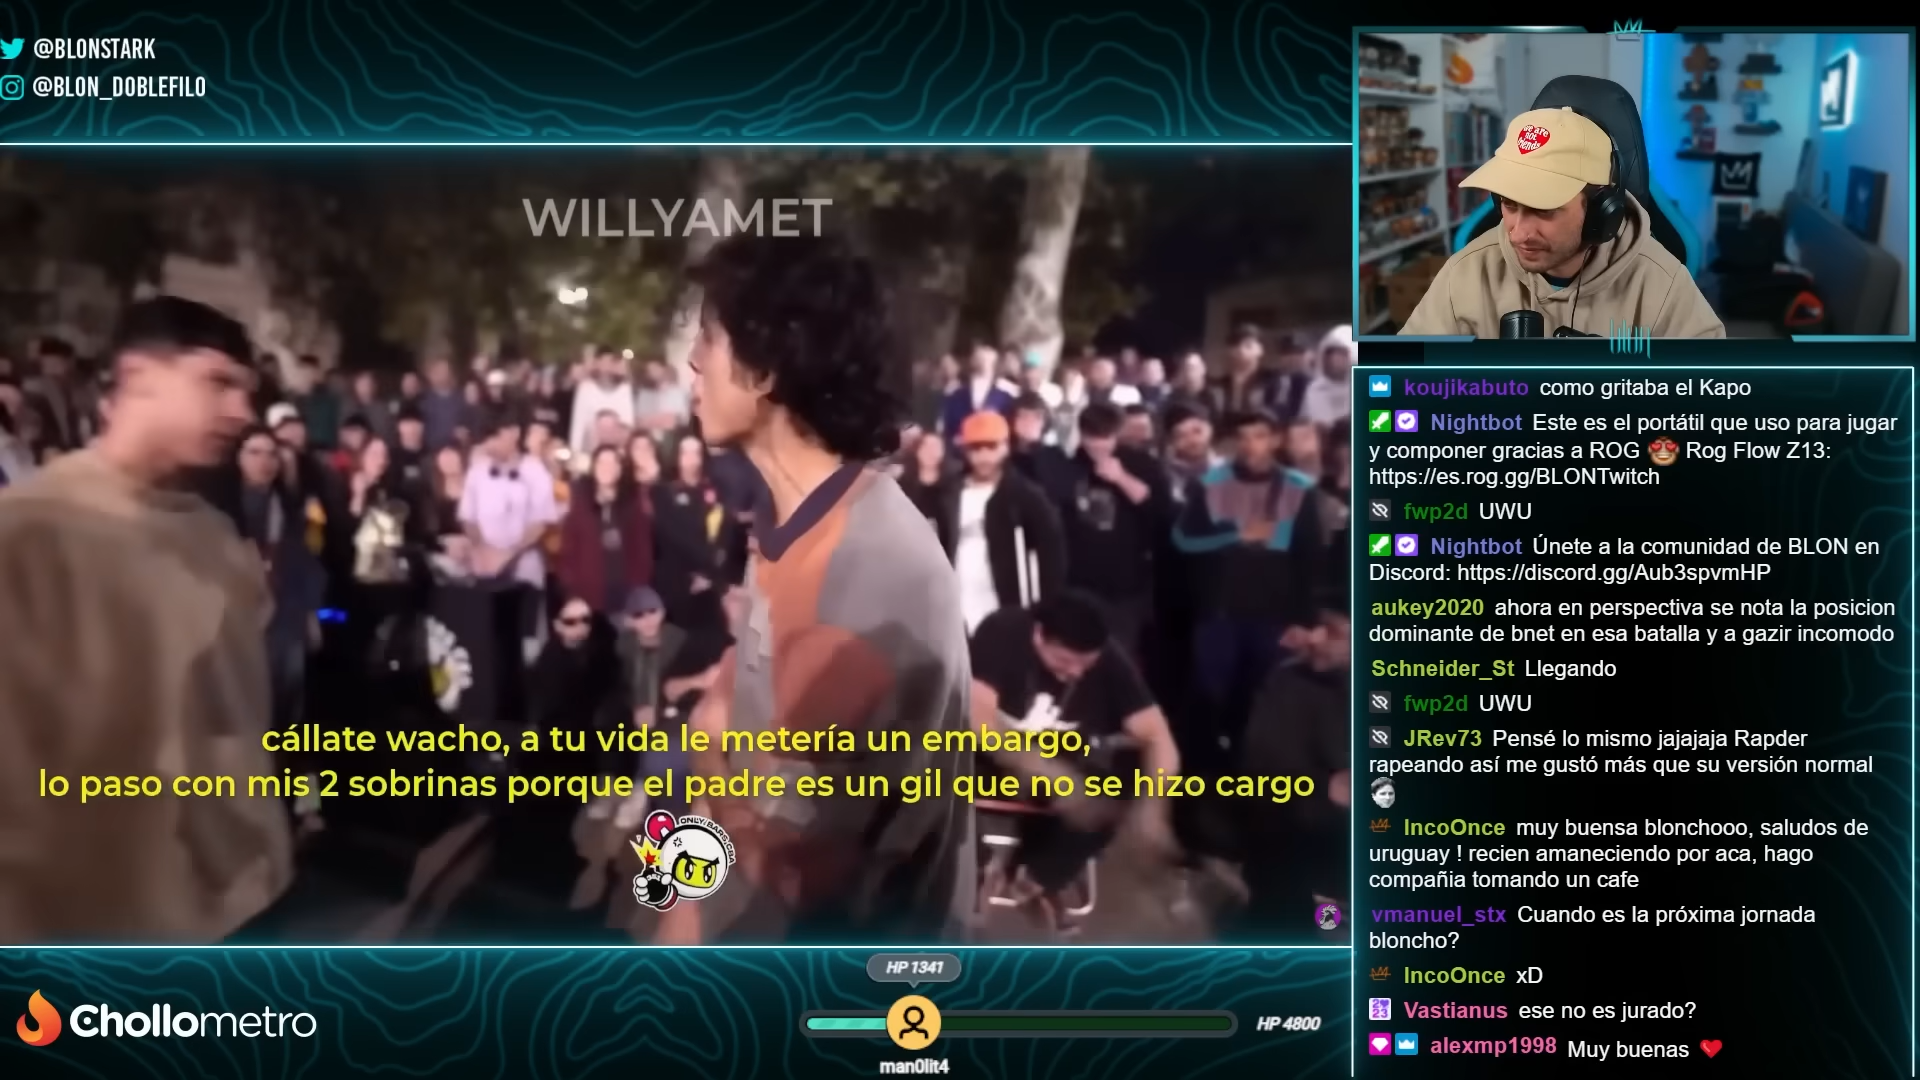 @BLONSTARK
@BLON_DOBLEFILO
WILLYAMET
cállate wacho, a tu vida le metería un embargo,
lo paso con mis 2 sobrinas porque el padre es un gil que no se hizo cargo
ONLY BARS CBA
Chollometro
HP 1341
HP 4800
man0lit4
we are
not
friends
koujikabuto como gritaba el Kapo
Nightbot Este es el portátil que uso para jugar
y componer gracias a ROG Rog Flow Z13:
https://es.rog.gg/BLONTwitch
fwp2d UWU
Nightbot Únete a la comunidad de BLON en
Discord: https://discord.gg/Aub3spvmHP
aukey2020 ahora en perspectiva se nota la posicion
dominante de bnet en esa batalla y a gazir incomodo
Schneider_St Llegando
fwp2d UWU
JRev73 Pensé lo mismo jajajaja Rapder
rapeando así me gustó más que su versión normal
IncoOnce muy buensa blonchooo, saludos de
uruguay ! recien amaneciendo por aca, hago
compañia tomando un cafe
vmanuel_stx Cuando es la próxima jornada
bloncho?
IncoOnce xD
Vastianus ese no es jurado?
alexmp1998 Muy buenas